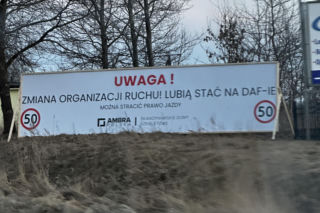 UWAGA !
ZMIANA ORGANIZACJI RUCHU! LUBIĄ STAĆ NA DAF-IE
MOŻNA STRACIĆ PRAWO JAZDY
50
AMBRA
50